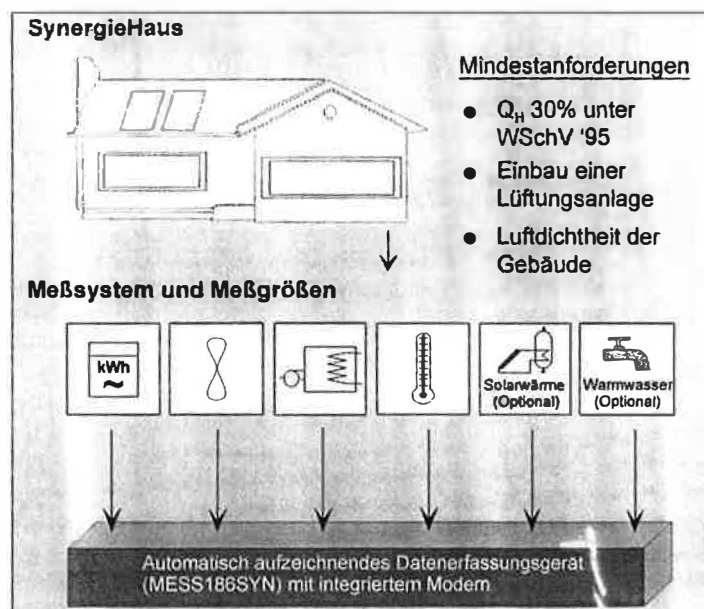 SynergieHaus
Mindestanforderungen
● Q_H 30% unter
WSchV '95
● Einbau einer
Lüftungsanlage
● Luftdichtheit der
Gebäude
Meßsystem und Meßgrößen
kWh
~
Solarwärme
(Optional)
Warmwasser
(Optional)
Automatisch aufzeichnendes Datenerfassungsgerät
(MESS186SYN) mit integriertem Modem